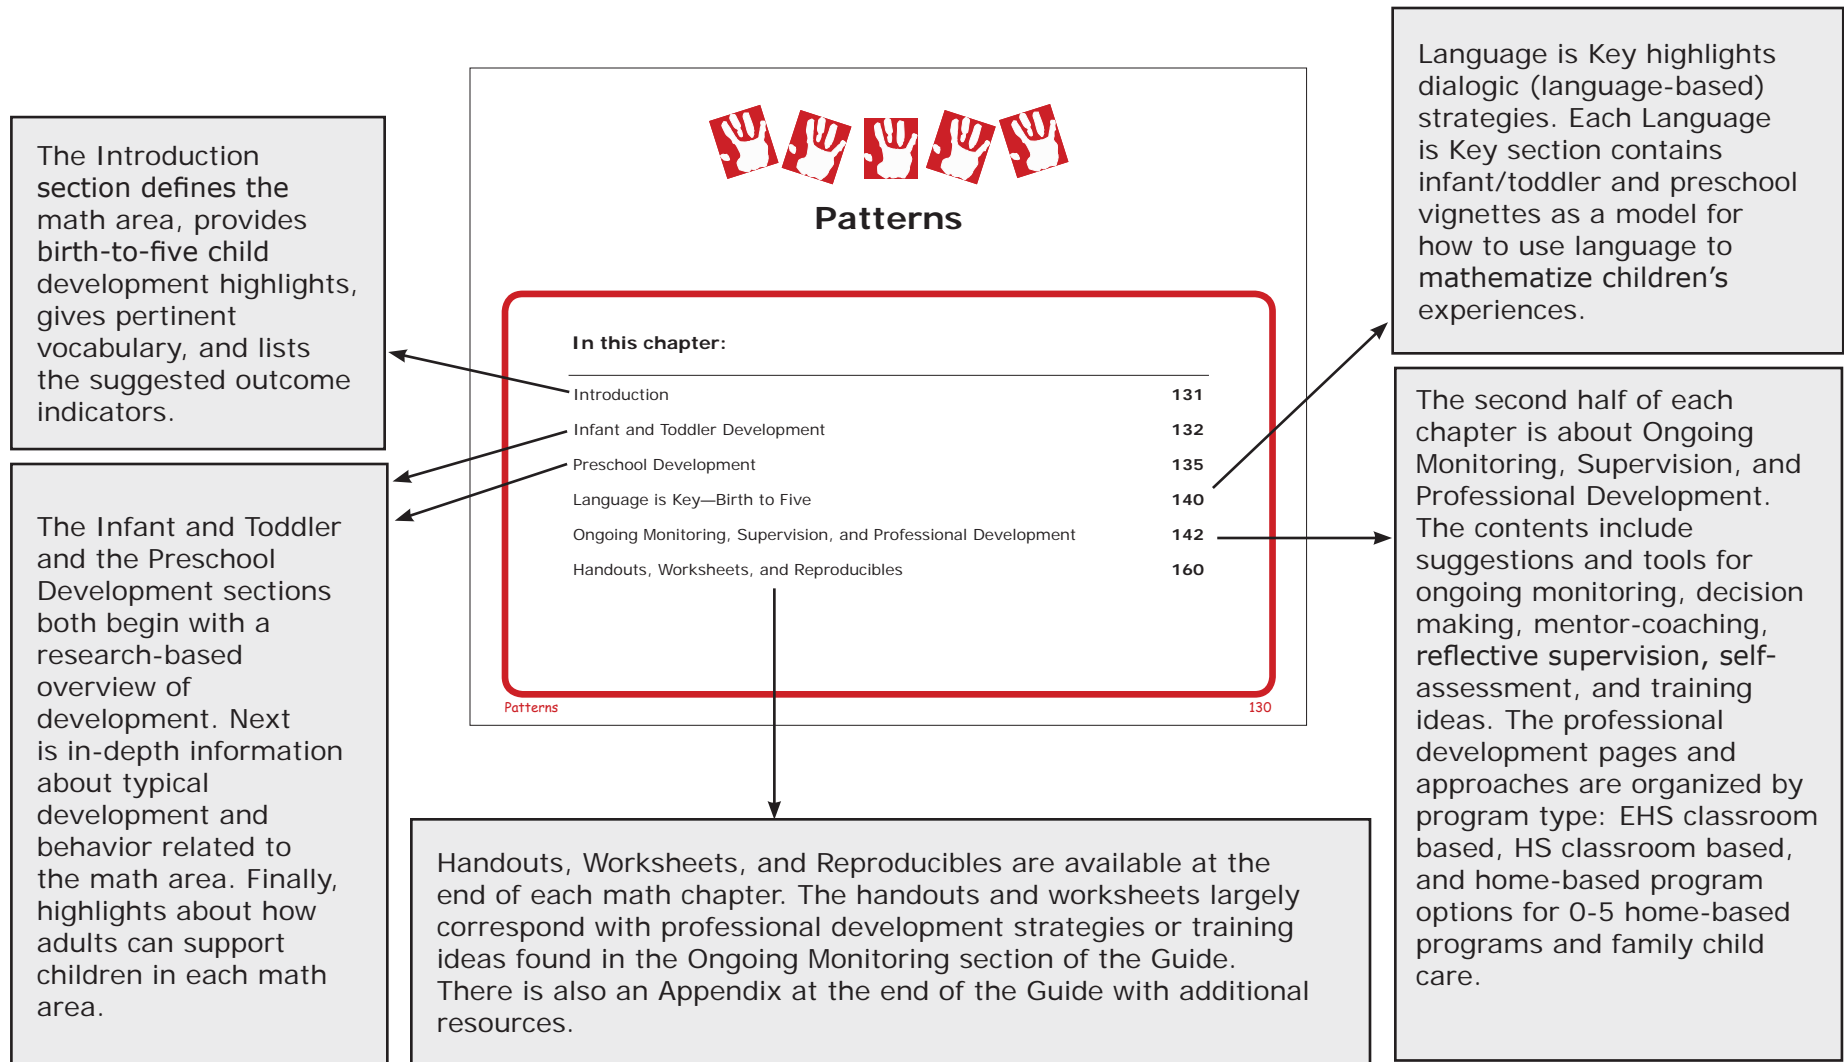 The Introduction
section defines the
math area, provides
birth-to-five child
development highlights,
gives pertinent
vocabulary, and lists
the suggested outcome
indicators.
The Infant and Toddler
and the Preschool
Development sections
both begin with a
research-based
overview of
development. Next
is in-depth information
about typical
development and
behavior related to
the math area. Finally,
highlights about how
adults can support
children in each math
area.
Patterns
In this chapter:
Introduction 131
Infant and Toddler Development 132
Preschool Development 135
Language is Key—Birth to Five 140
Ongoing Monitoring, Supervision, and Professional Development 142
Handouts, Worksheets, and Reproducibles 160
Patterns 130
Handouts, Worksheets, and Reproducibles are available at the
end of each math chapter. The handouts and worksheets largely
correspond with professional development strategies or training
ideas found in the Ongoing Monitoring section of the Guide.
There is also an Appendix at the end of the Guide with additional
resources.
Language is Key highlights
dialogic (language-based)
strategies. Each Language
is Key section contains
infant/toddler and preschool
vignettes as a model for
how to use language to
mathematize children’s
experiences.
The second half of each
chapter is about Ongoing
Monitoring, Supervision, and
Professional Development.
The contents include
suggestions and tools for
ongoing monitoring, decision
making, mentor-coaching,
reflective supervision, self-
assessment, and training
ideas. The professional
development pages and
approaches are organized by
program type: EHS classroom
based, HS classroom based,
and home-based program
options for 0-5 home-based
programs and family child
care.